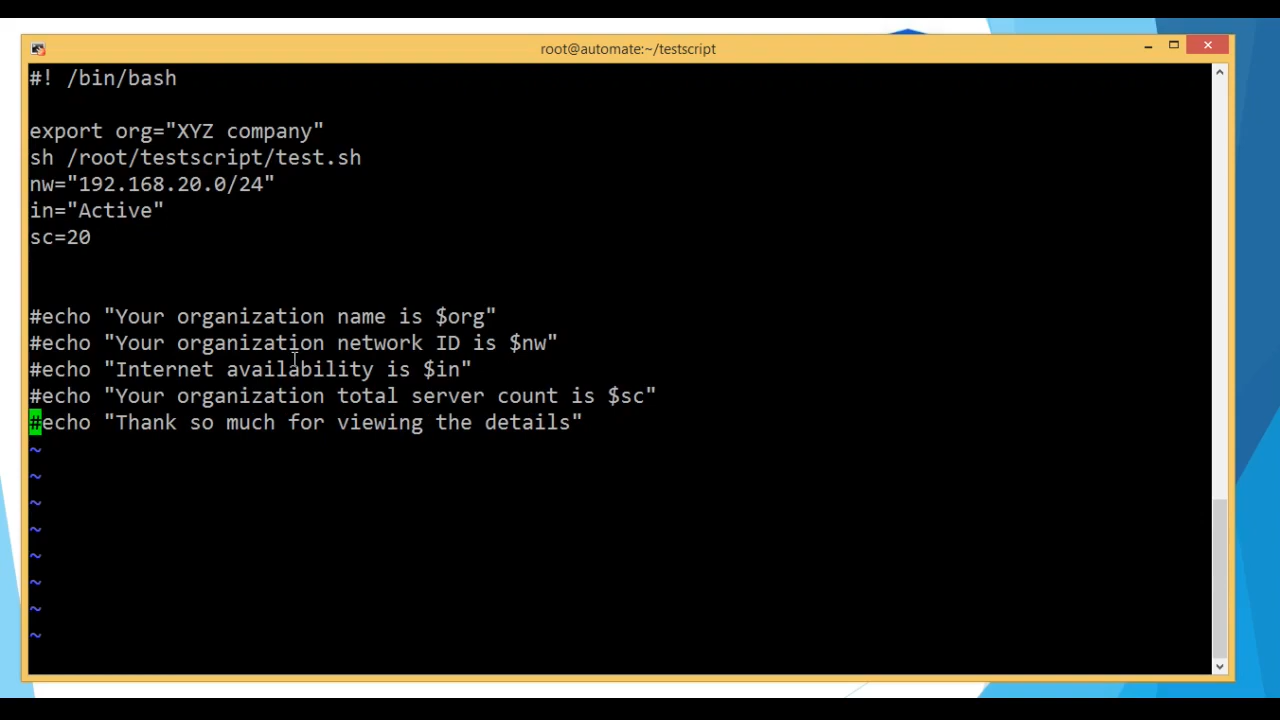 root@automate:~/testscript
#! /bin/bash
export org="XYZ company"
sh /root/testscript/test.sh
nw="192.168.20.0/24"
in="Active"
sc=20
#echo "Your organization name is $org"
#echo "Your organization network ID is $nw"
#echo "Internet availability is $in"
#echo "Your organization total server count is $sc"
#echo "Thank so much for viewing the details"
~
~
~
~
~
~
~
~